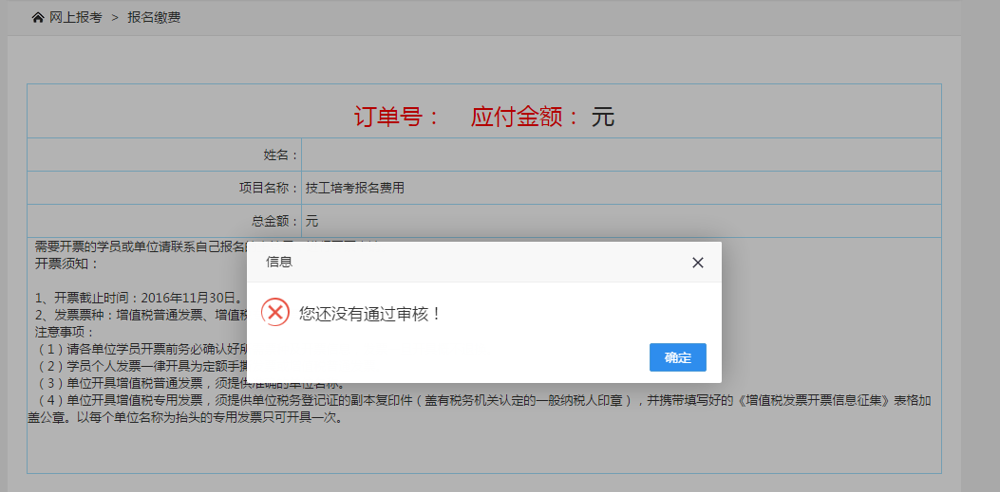 网上报考 > 报名缴费
订单号： 应付金额： 元
姓名：
项目名称： 技工培考报名费用
总金额： 元
需要开票的学员或单位请联系自己报名
开票须知：
1、开票截止时间：2016年11月30日。
2、发票票种：增值税普通发票、增值税
注意事项：
（1）请各单位学员开票前务必确认好所
（2）学员个人发票一律开具为定额手撕
（3）单位开具增值税普通发票，须提供准确的单位名称。
（4）单位开具增值税专用发票，须提供单位税务登记证的副本复印件（盖有税务机关认定的一般纳税人印章），并携带填写好的《增值税发票开票信息征集》表格加
盖公章。以每个单位名称为抬头的专用发票只可开具一次。
信息
您还没有通过审核！
确定